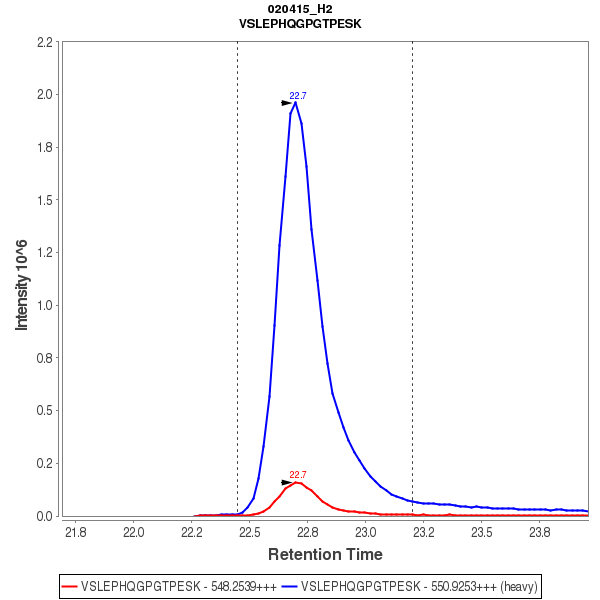 020415_H2
VSLEPHQGPGTPESK
Intensity 10^6
2.2
2.0
1.8
1.5
1.2
1.0
0.8
0.5
0.2
0.0
22.7
22.7
21.8 22.0 22.2 22.5 22.8 23.0 23.2 23.5 23.8
Retention Time
VSLEPHQGPGTPESK - 548.2539+++ VSLEPHQGPGTPESK - 550.9253+++ (heavy)